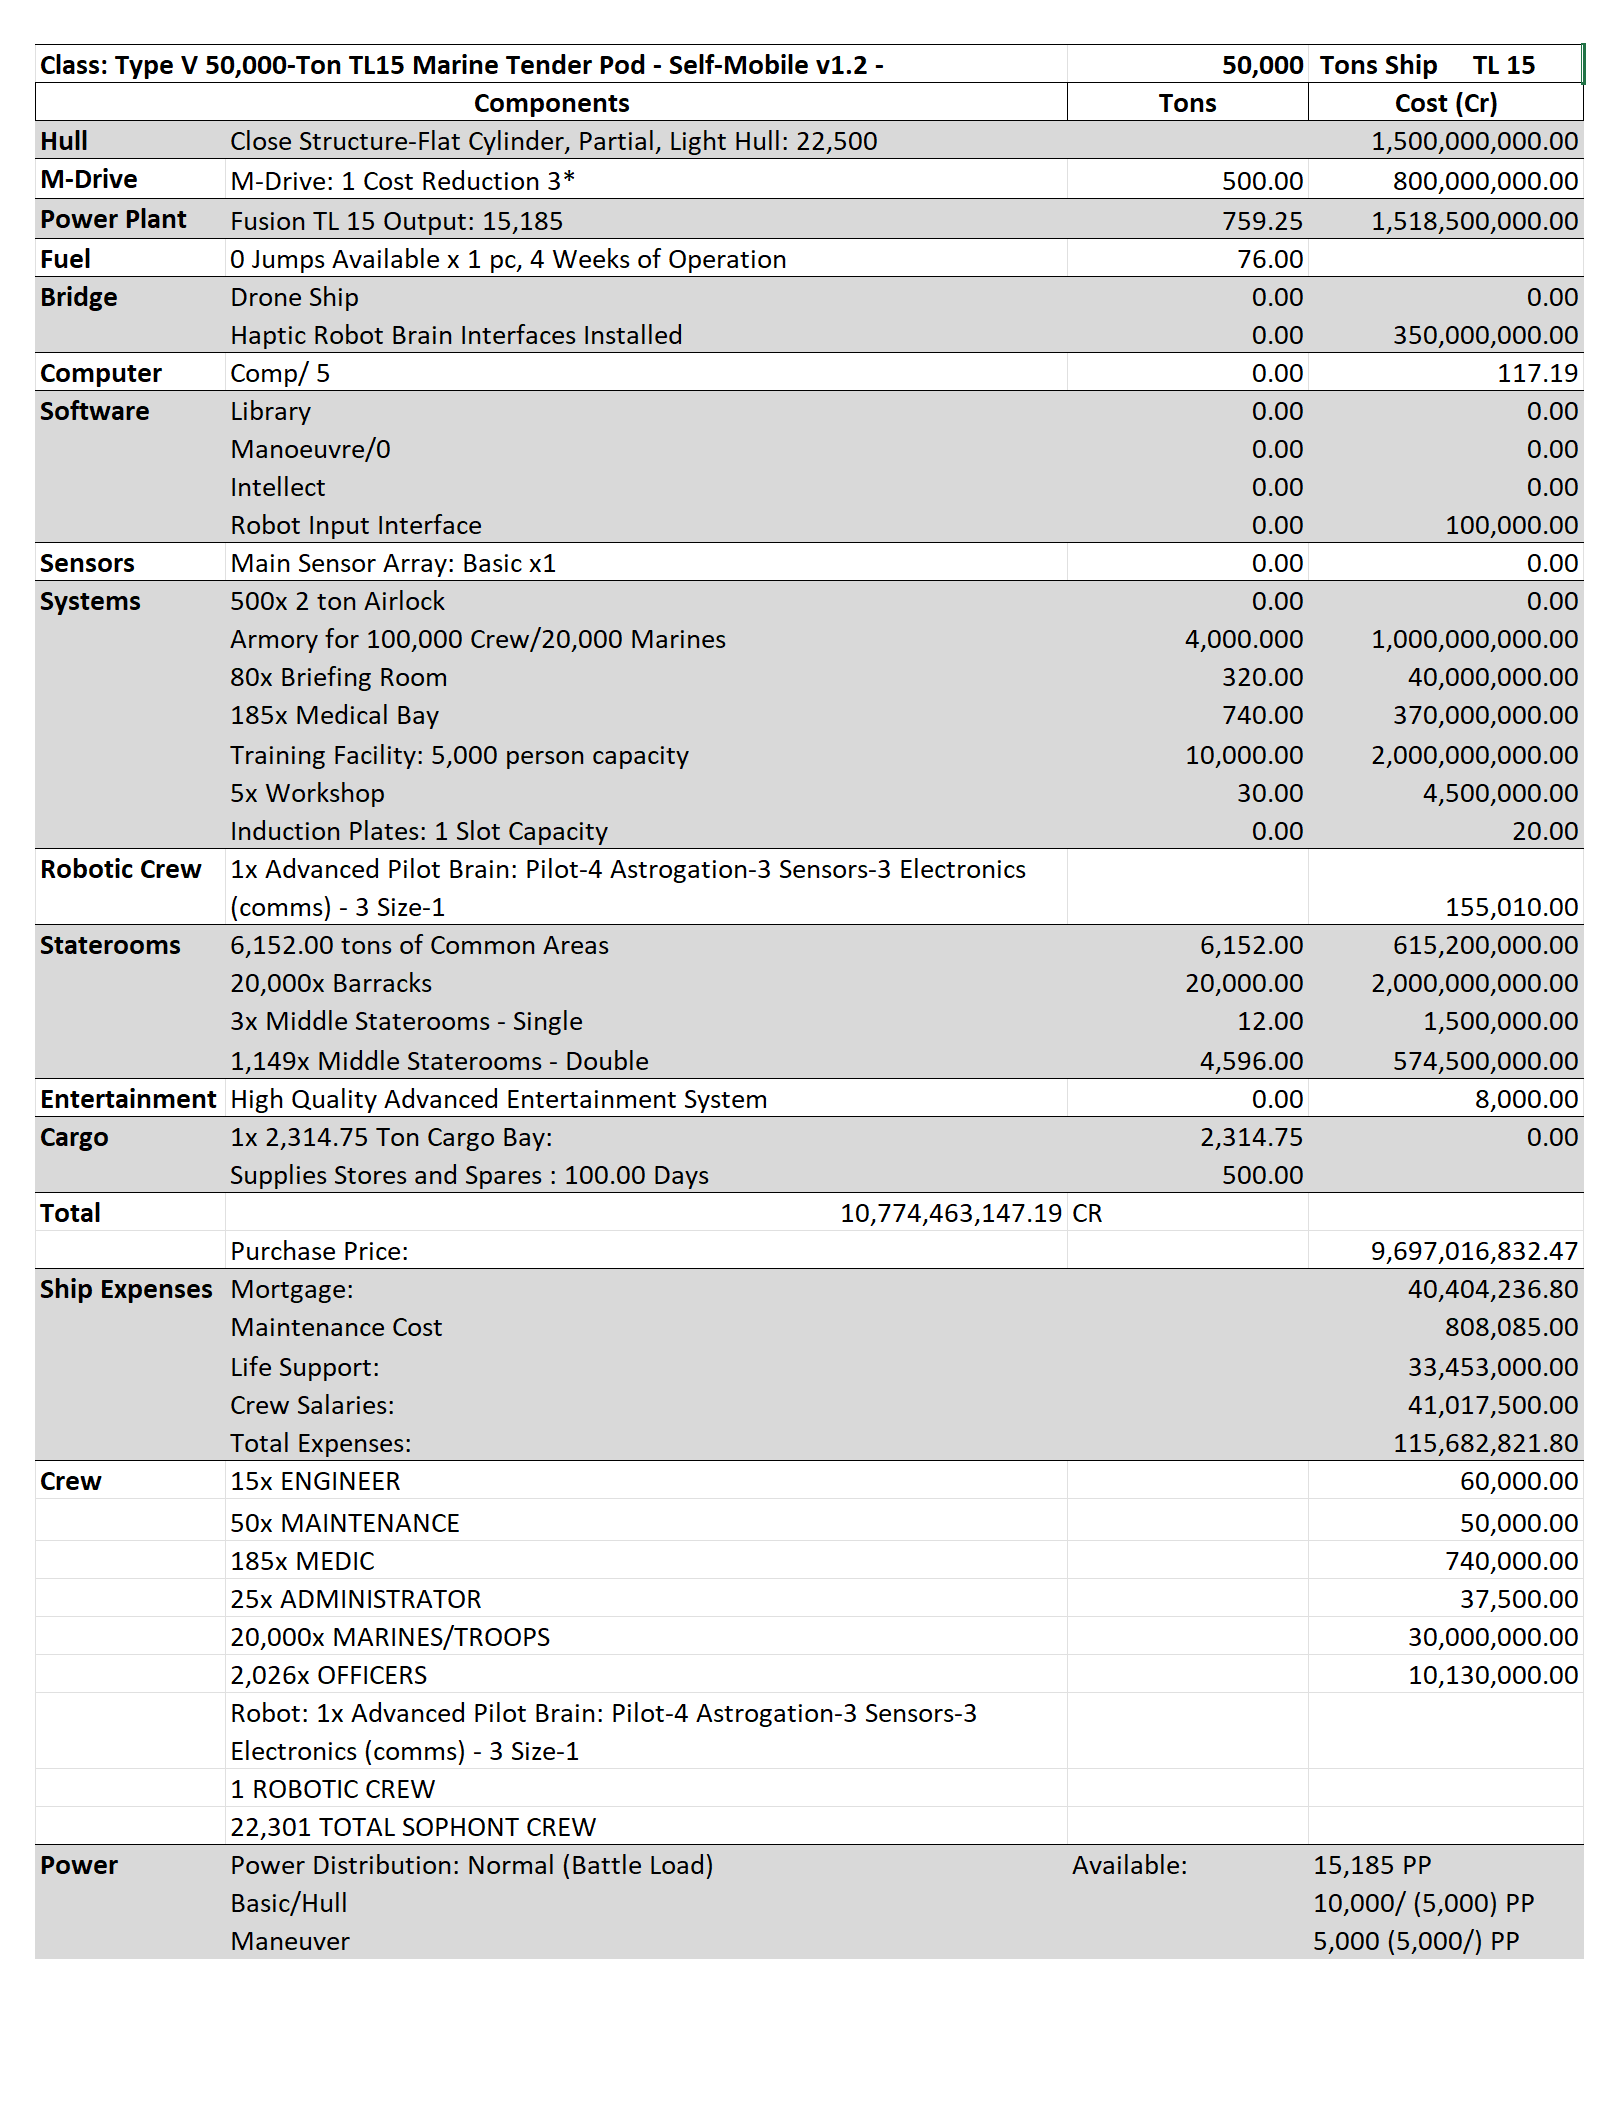 Class: Type V 50,000-Ton TL15 Marine Tender Pod - Self-Mobile v1.2 - 50,000 Tons Ship TL 15
Components Tons Cost (Cr)
Hull Close Structure-Flat Cylinder, Partial, Light Hull: 22,500 1,500,000,000.00
M-Drive M-Drive: 1 Cost Reduction 3* 500.00 800,000,000.00
Power Plant Fusion TL 15 Output: 15,185 759.25 1,518,500,000.00
Fuel 0 Jumps Available x 1 pc, 4 Weeks of Operation 76.00
Bridge Drone Ship 0.00 0.00
Haptic Robot Brain Interfaces Installed 0.00 350,000,000.00
Computer Comp/ 5 0.00 117.19
Software Library 0.00 0.00
Manoeuvre/0 0.00 0.00
Intellect 0.00 0.00
Robot Input Interface 0.00 100,000.00
Sensors Main Sensor Array: Basic x1 0.00 0.00
Systems 500x 2 ton Airlock 0.00 0.00
Armory for 100,000 Crew/20,000 Marines 4,000.000 1,000,000,000.00
80x Briefing Room 320.00 40,000,000.00
185x Medical Bay 740.00 370,000,000.00
Training Facility: 5,000 person capacity 10,000.00 2,000,000,000.00
5x Workshop 30.00 4,500,000.00
Induction Plates: 1 Slot Capacity 0.00 20.00
Robotic Crew 1x Advanced Pilot Brain: Pilot-4 Astrogation-3 Sensors-3 Electronics
(comms) - 3 Size-1 155,010.00
Staterooms 6,152.00 tons of Common Areas 6,152.00 615,200,000.00
20,000x Barracks 20,000.00 2,000,000,000.00
3x Middle Staterooms - Single 12.00 1,500,000.00
1,149x Middle Staterooms - Double 4,596.00 574,500,000.00
Entertainment High Quality Advanced Entertainment System 0.00 8,000.00
Cargo 1x 2,314.75 Ton Cargo Bay: 2,314.75 0.00
Supplies Stores and Spares : 100.00 Days 500.00
Total 10,774,463,147.19 CR
Purchase Price: 9,697,016,832.47
Ship Expenses Mortgage: 40,404,236.80
Maintenance Cost 808,085.00
Life Support: 33,453,000.00
Crew Salaries: 41,017,500.00
Total Expenses: 115,682,821.80
Crew 15x ENGINEER 60,000.00
50x MAINTENANCE 50,000.00
185x MEDIC 740,000.00
25x ADMINISTRATOR 37,500.00
20,000x MARINES/TROOPS 30,000,000.00
2,026x OFFICERS 10,130,000.00
Robot: 1x Advanced Pilot Brain: Pilot-4 Astrogation-3 Sensors-3
Electronics (comms) - 3 Size-1
1 ROBOTIC CREW
22,301 TOTAL SOPHONT CREW
Power Power Distribution: Normal (Battle Load) Available: 15,185 PP
Basic/Hull 10,000/ (5,000) PP
Maneuver 5,000 (5,000/) PP